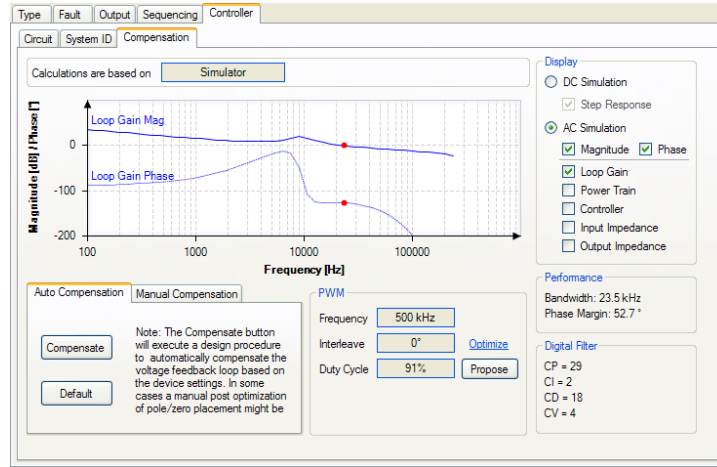 Type Fault Output Sequencing Controller
Circuit System ID Compensation
Calculations are based on Simulator
Magnitude [dB] / Phase [°]
Loop Gain Mag
Loop Gain Phase
0
-100
-200
100 1000 10000 100000
Frequency [Hz]
Display
DC Simulation
Step Response
AC Simulation
Magnitude Phase
Loop Gain
Power Train
Controller
Input Impedance
Output Impedance
Auto Compensation Manual Compensation
Compensate
Default
Note: The Compensate button
will execute a design procedure
to automatically compensate the
voltage feedback loop based on
the device settings. In some
cases a manual post optimization
of pole/zero placement might be
PWM
Frequency 500 kHz
Interleave 0° Optimize
Duty Cycle 91% Propose
Performance
Bandwidth: 23.5 kHz
Phase Margin: 52.7 °
Digital Filter
CP = 29
CI = 2
CD = 18
CV = 4